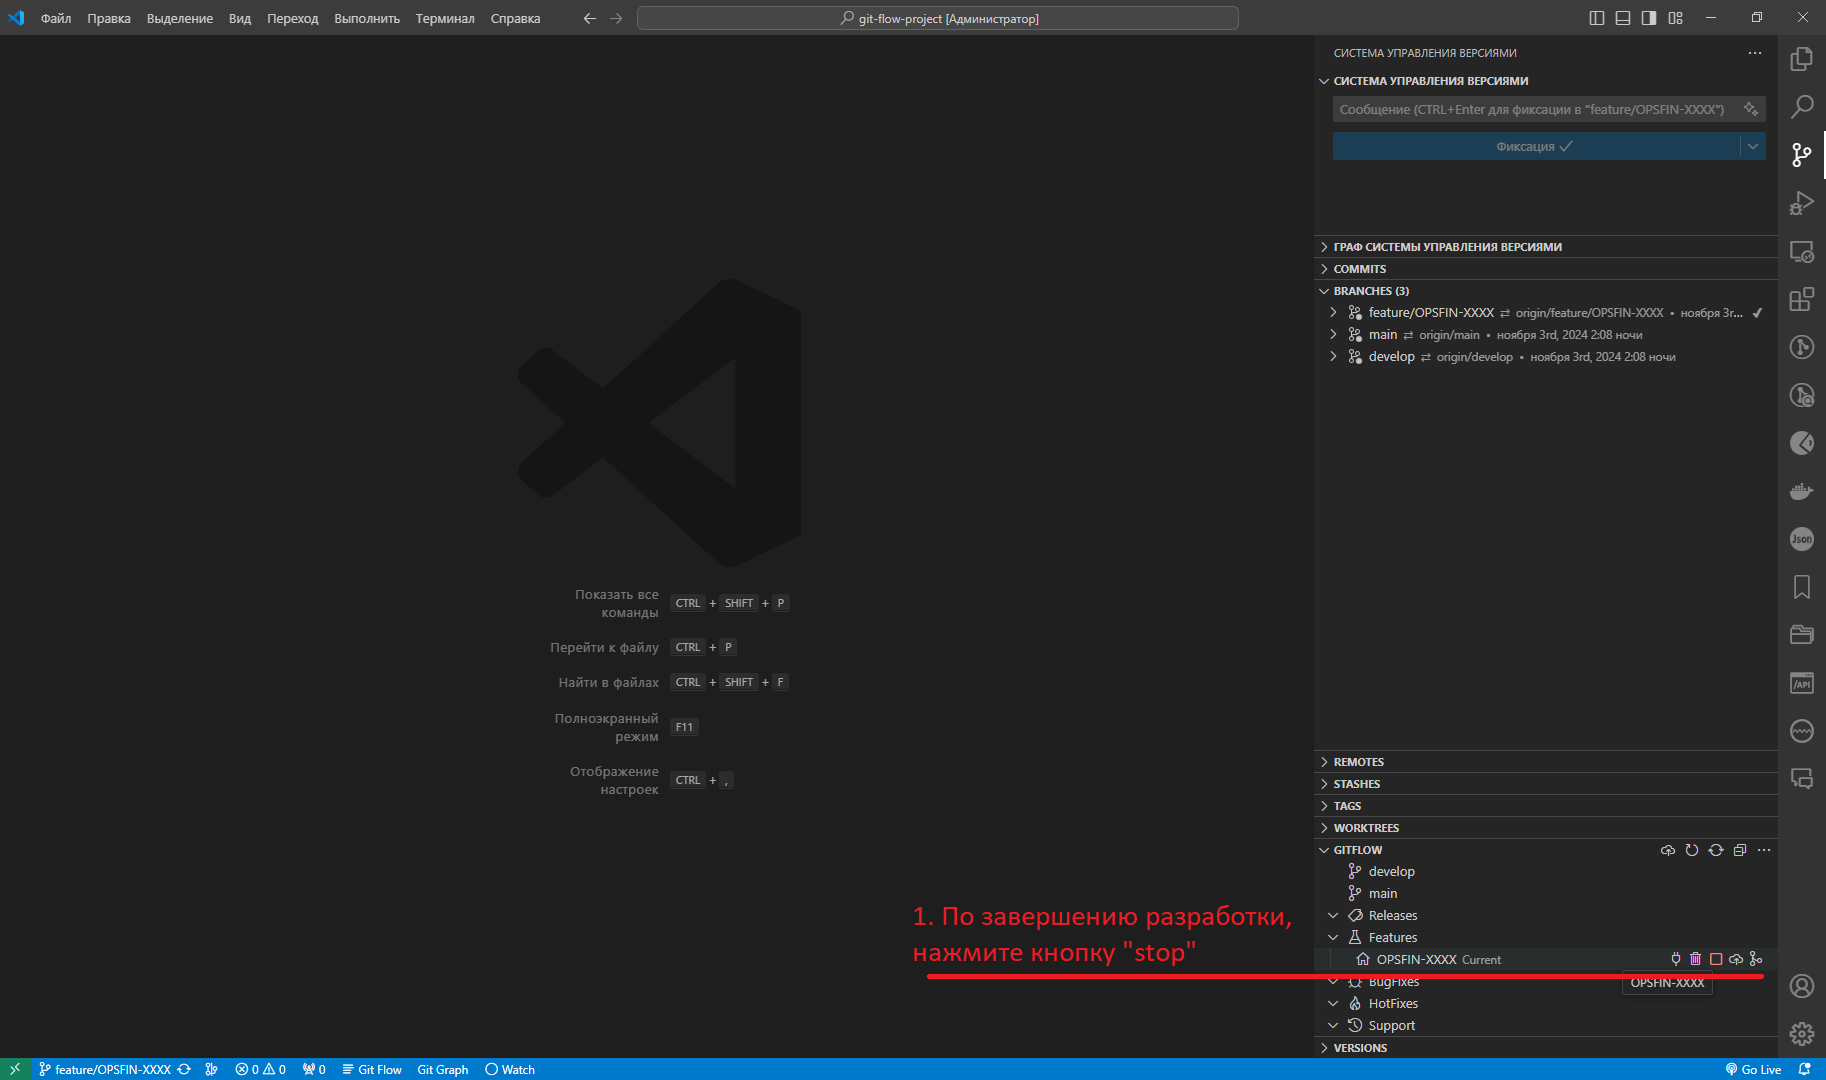 Файл Правка Выделение Вид Переход Выполнить Терминал Справка git-flow-project [Администратор]
СИСТЕМА УПРАВЛЕНИЯ ВЕРСИЯМИ
СИСТЕМА УПРАВЛЕНИЯ ВЕРСИЯМИ
Сообщение (CTRL+Enter для фиксации в "feature/OPSFIN-XXXX")
Фиксация
ГРАФ СИСТЕМЫ УПРАВЛЕНИЯ ВЕРСИЯМИ
COMMITS
BRANCHES (3)
feature/OPSFIN-XXXX ⇄ origin/feature/OPSFIN-XXXX • ноября 3r...
main ⇄ origin/main • ноября 3rd, 2024 2:08 ночи
develop ⇄ origin/develop • ноября 3rd, 2024 2:08 ночи
Json
/API
Показать все
команды
CTRL + SHIFT + P
Перейти к файлу CTRL + P
Найти в файлах CTRL + SHIFT + F
Полноэкранный
режим
F11
Отображение
настроек
CTRL + ,
REMOTES
STASHES
TAGS
WORKTREES
GITFLOW
develop
main
Releases
Features
OPSFIN-XXXX Current
BugFixes
OPSFIN-XXXX
HotFixes
Support
VERSIONS
1. По завершению разработки,
нажмите кнопку "stop"
feature/OPSFIN-XXXX 0 0 0 Git Flow Git Graph Watch Go Live